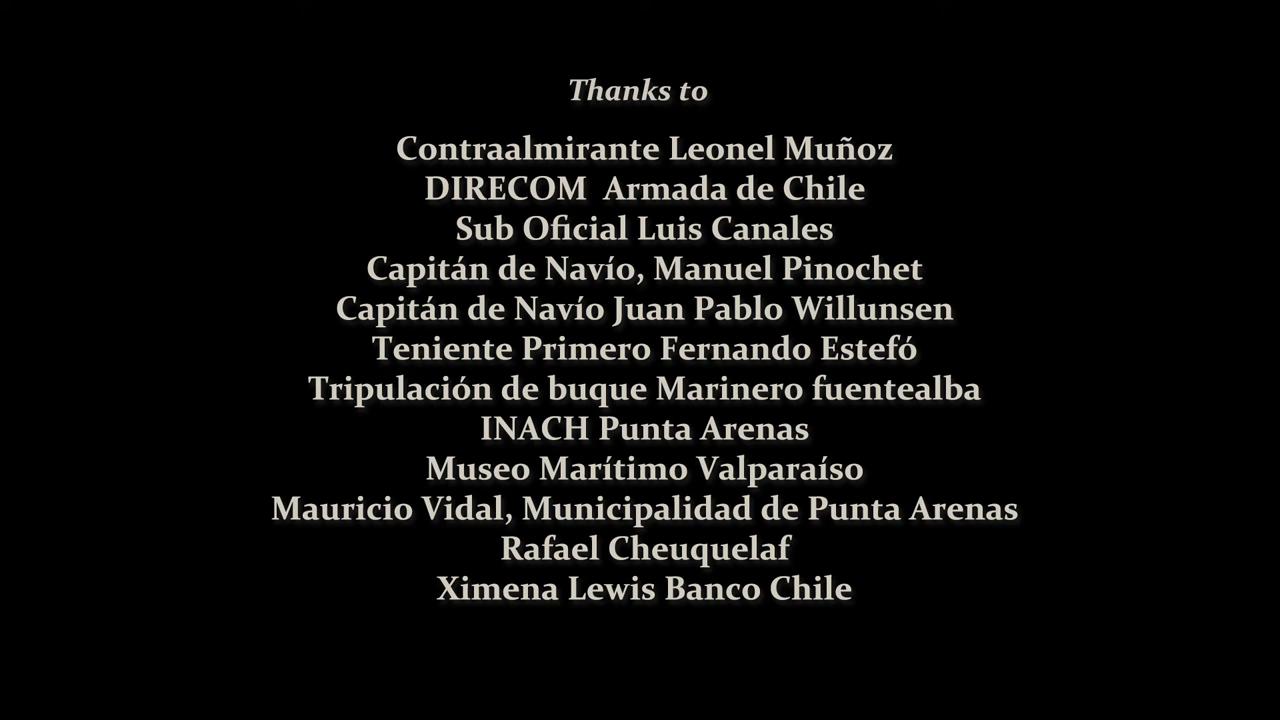 Thanks to
Contraalmirante Leonel Muñoz
DIRECOM Armada de Chile
Sub Oficial Luis Canales
Capitán de Navío, Manuel Pinochet
Capitán de Navío Juan Pablo Willunsen
Teniente Primero Fernando Estefó
Tripulación de buque Marinero fuentealba
INACH Punta Arenas
Museo Marítimo Valparaíso
Mauricio Vidal, Municipalidad de Punta Arenas
Rafael Cheuquelaf
Ximena Lewis Banco Chile